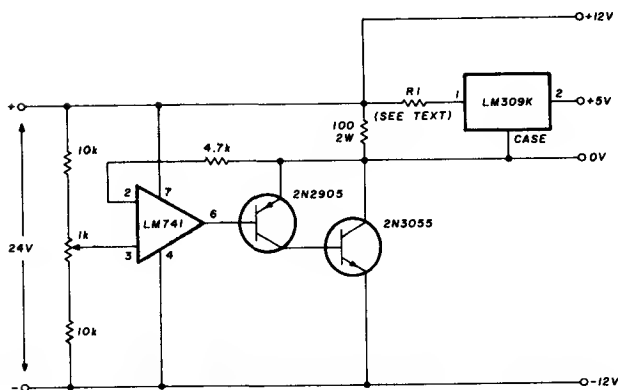 +12V
+
R1
(SEE TEXT)
1
LM309K
2
+5V
CASE
100
2W
0V
10k
4.7k
2N2905
2N3055
24V
1k
2
3
LM741
7
4
6
10k
-
-12V